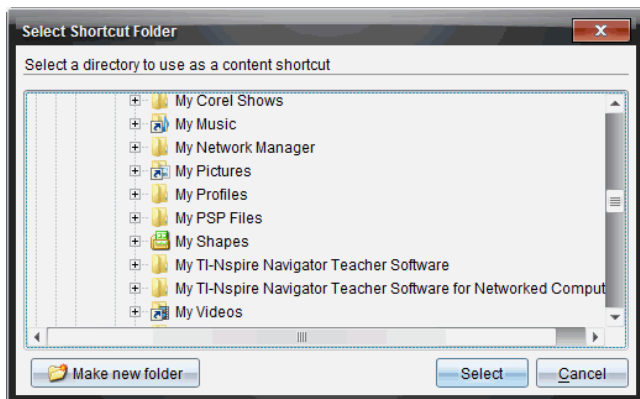 Select Shortcut Folder
Select a directory to use as a content shortcut
My Corel Shows
My Music
My Network Manager
My Pictures
My Profiles
My PSP Files
My Shapes
My TI-Nspire Navigator Teacher Software
My TI-Nspire Navigator Teacher Software for Networked Comput
My Videos
Make new folder
Select
Cancel